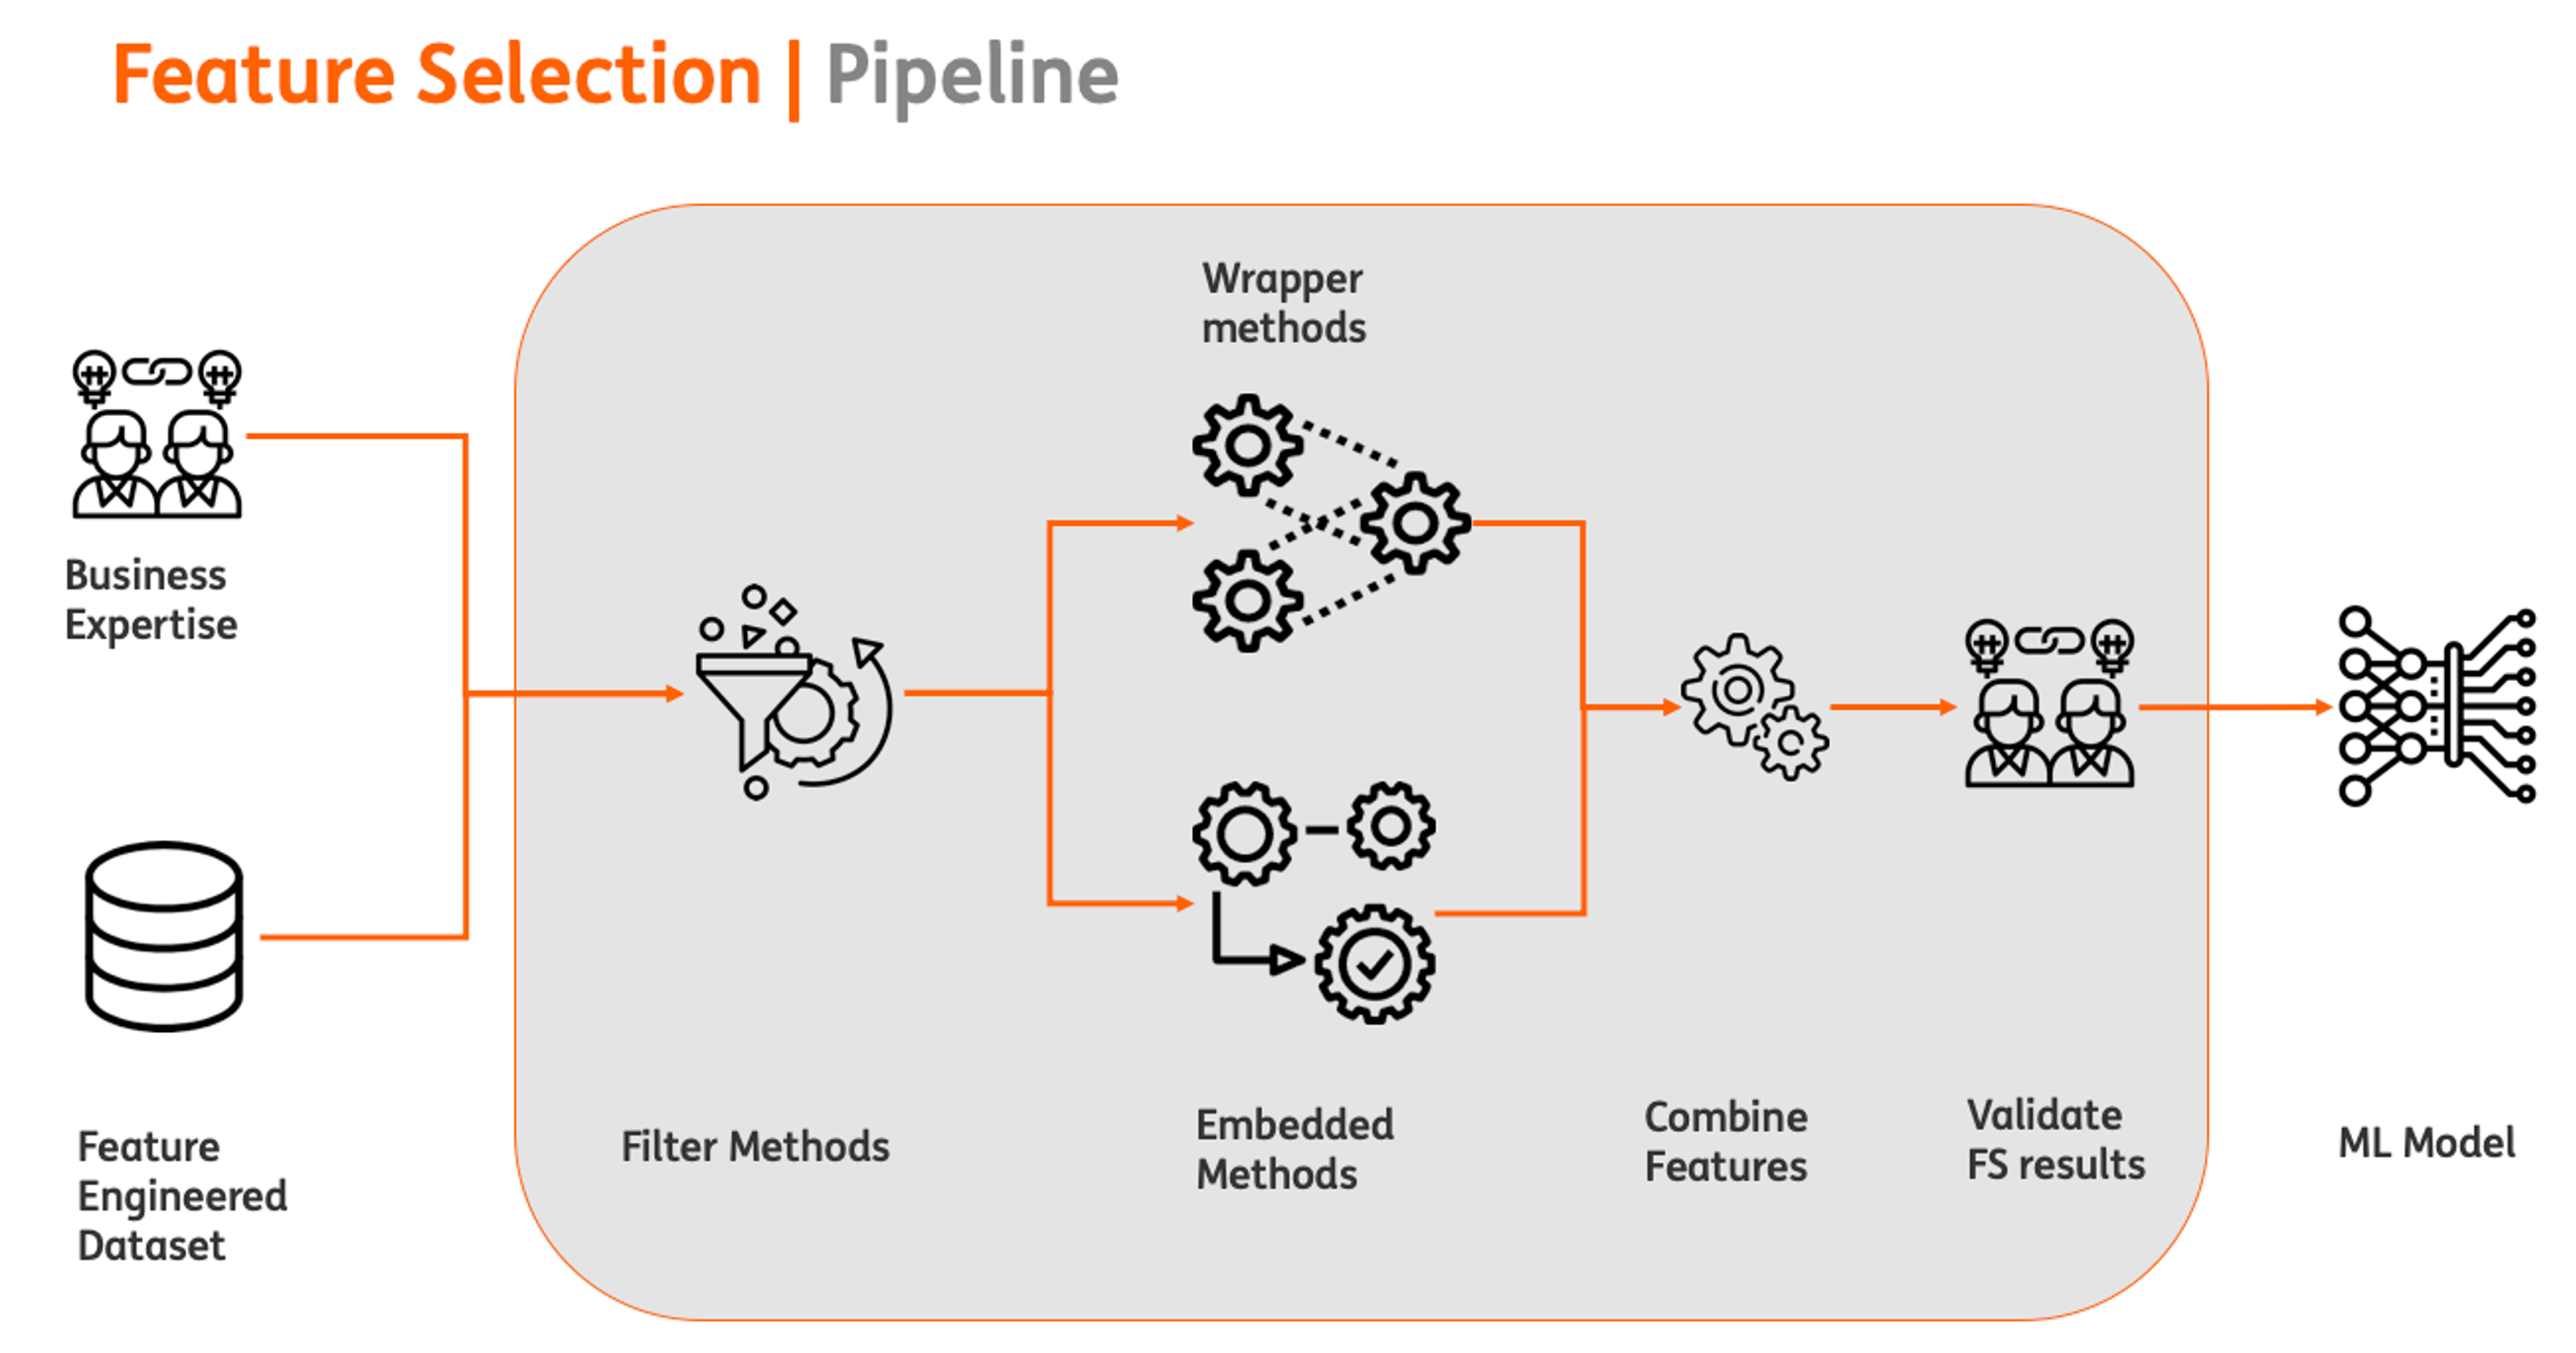 Feature Selection | Pipeline
Wrapper
methods
Business
Expertise
Feature
Engineered
Dataset
Filter Methods
Embedded
Methods
Combine
Features
Validate
FS results
ML Model